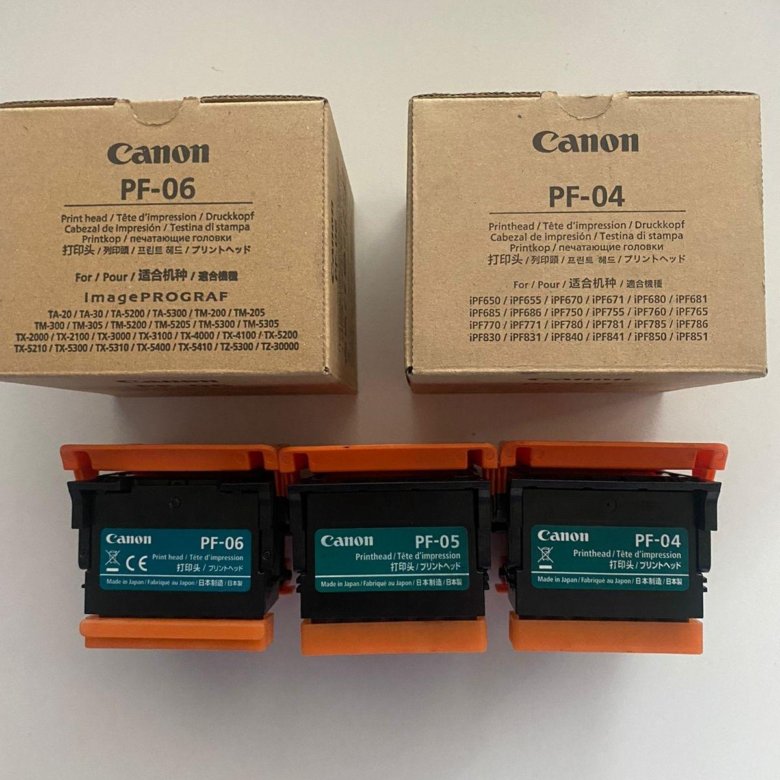 Canon
PF-06
Print head / Tête d'impression / Druckkopf
Cabezal de impresión / Testina di stampa
Printkop / печатающие головки
打印头 / 列印頭 / 프린트 헤드 / プリントヘッド
For / Pour / 适合机种 / 適合機種
imagePROGRAF
TA-20 / TA-30 / TA-5200 / TA-5300 / TM-200 / TM-205
TM-300 / TM-305 / TM-5200 / TM-5205 / TM-5300 / TM-5305
TX-2000 / TX-2100 / TX-3000 / TX-3100 / TX-4000 / TX-4100 / TX-5200
TX-5210 / TX-5300 / TX-5310 / TX-5400 / TX-5410 / TZ-5300 / TZ-30000
Canon
PF-04
Printhead / Tête d'impression / Druckkopf
Cabezal de impresión / Testina di stampa
Printkop / печатающие головки
打印头 / 列印頭 / 프린트 헤드 / プリントヘッド
For / Pour / 适合机种 / 適合機種
iPF650 / iPF655 / iPF670 / iPF671 / iPF680 / iPF681
iPF685 / iPF686 / iPF750 / iPF755 / iPF760 / iPF765
iPF770 / iPF771 / iPF780 / iPF781 / iPF785 / iPF786
iPF830 / iPF831 / iPF840 / iPF841 / iPF850 / iPF851
Canon PF-06
Print head / Tête d'impression
CE 打印头 / プリントヘッド
Made in Japan / Fabriqué au Japon / 日本制造 / 日本製
Canon PF-05
Printhead / Tête d'impression
打印头 / プリントヘッド
Made in Japan / Fabriqué au Japon / 日本制造 / 日本製
Canon PF-04
Printhead / Tête d'impression
打印头 / プリントヘッド
Made in Japan / Fabriqué au Japon / 日本制造 / 日本製